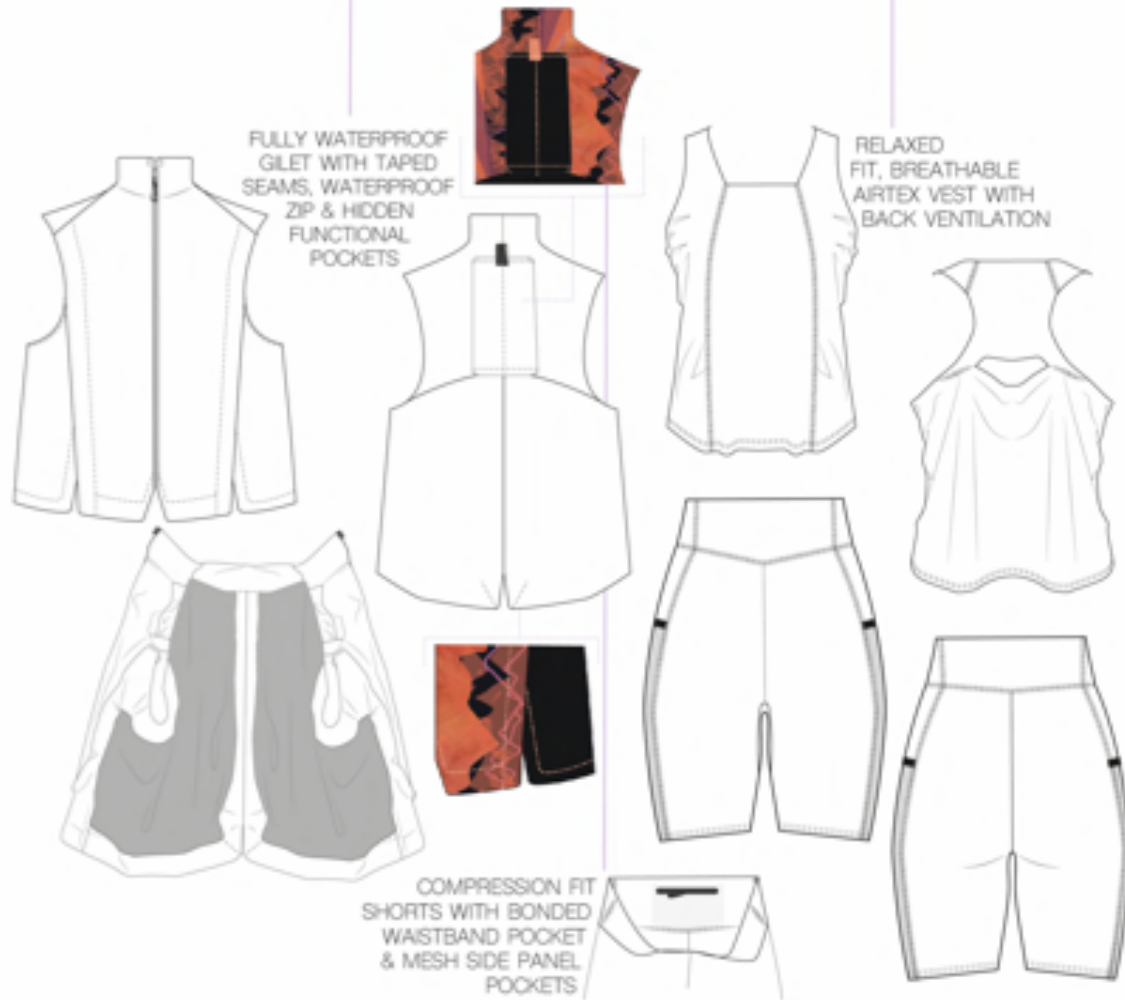 FULLY WATERPROOF
GILET WITH TAPED
SEAMS, WATERPROOF
ZIP & HIDDEN
FUNCTIONAL
POCKETS
RELAXED
FIT, BREATHABLE
AIRTEX VEST WITH
BACK VENTILATION
COMPRESSION FIT
SHORTS WITH BONDED
WAISTBAND POCKET
& MESH SIDE PANEL
POCKETS